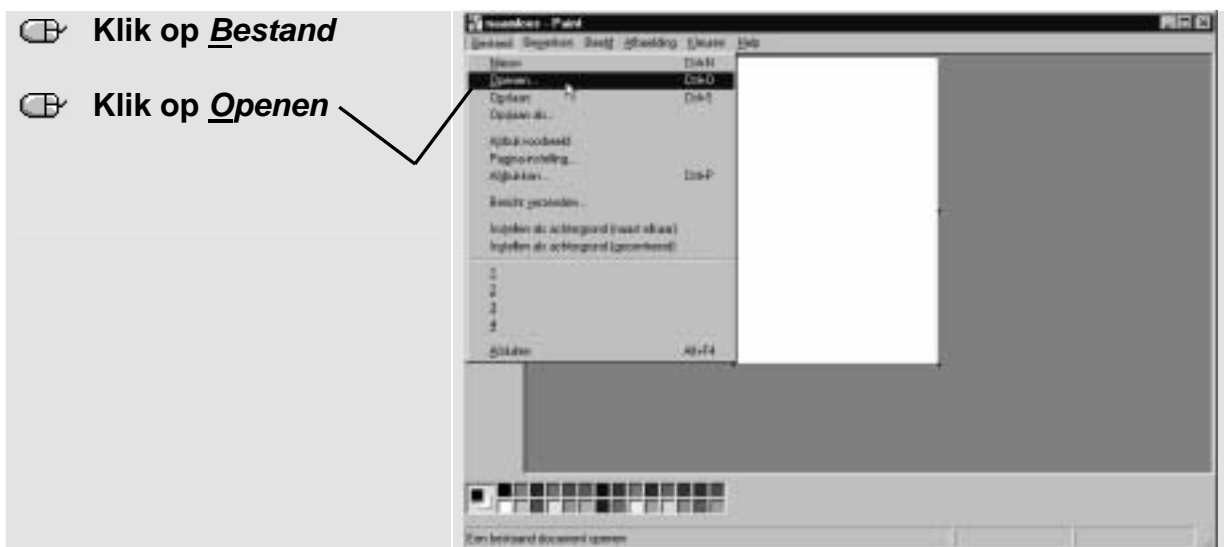 Klik op Bestand
Klik op Openen
naamloos - Paint
Bestand Bewerken Beeld Afbeelding Kleuren Help
Nieuw Ctrl+N
Openen... Ctrl+O
Opslaan Ctrl+S
Opslaan als...
Afdrukvoorbeeld
Pagina-instelling...
Afdrukken... Ctrl+P
Bericht verzenden...
Instellen als achtergrond (naast elkaar)
Instellen als achtergrond (gecentreerd)
1
2
3
4
Afsluiten Alt+F4
Een bestaand document openen